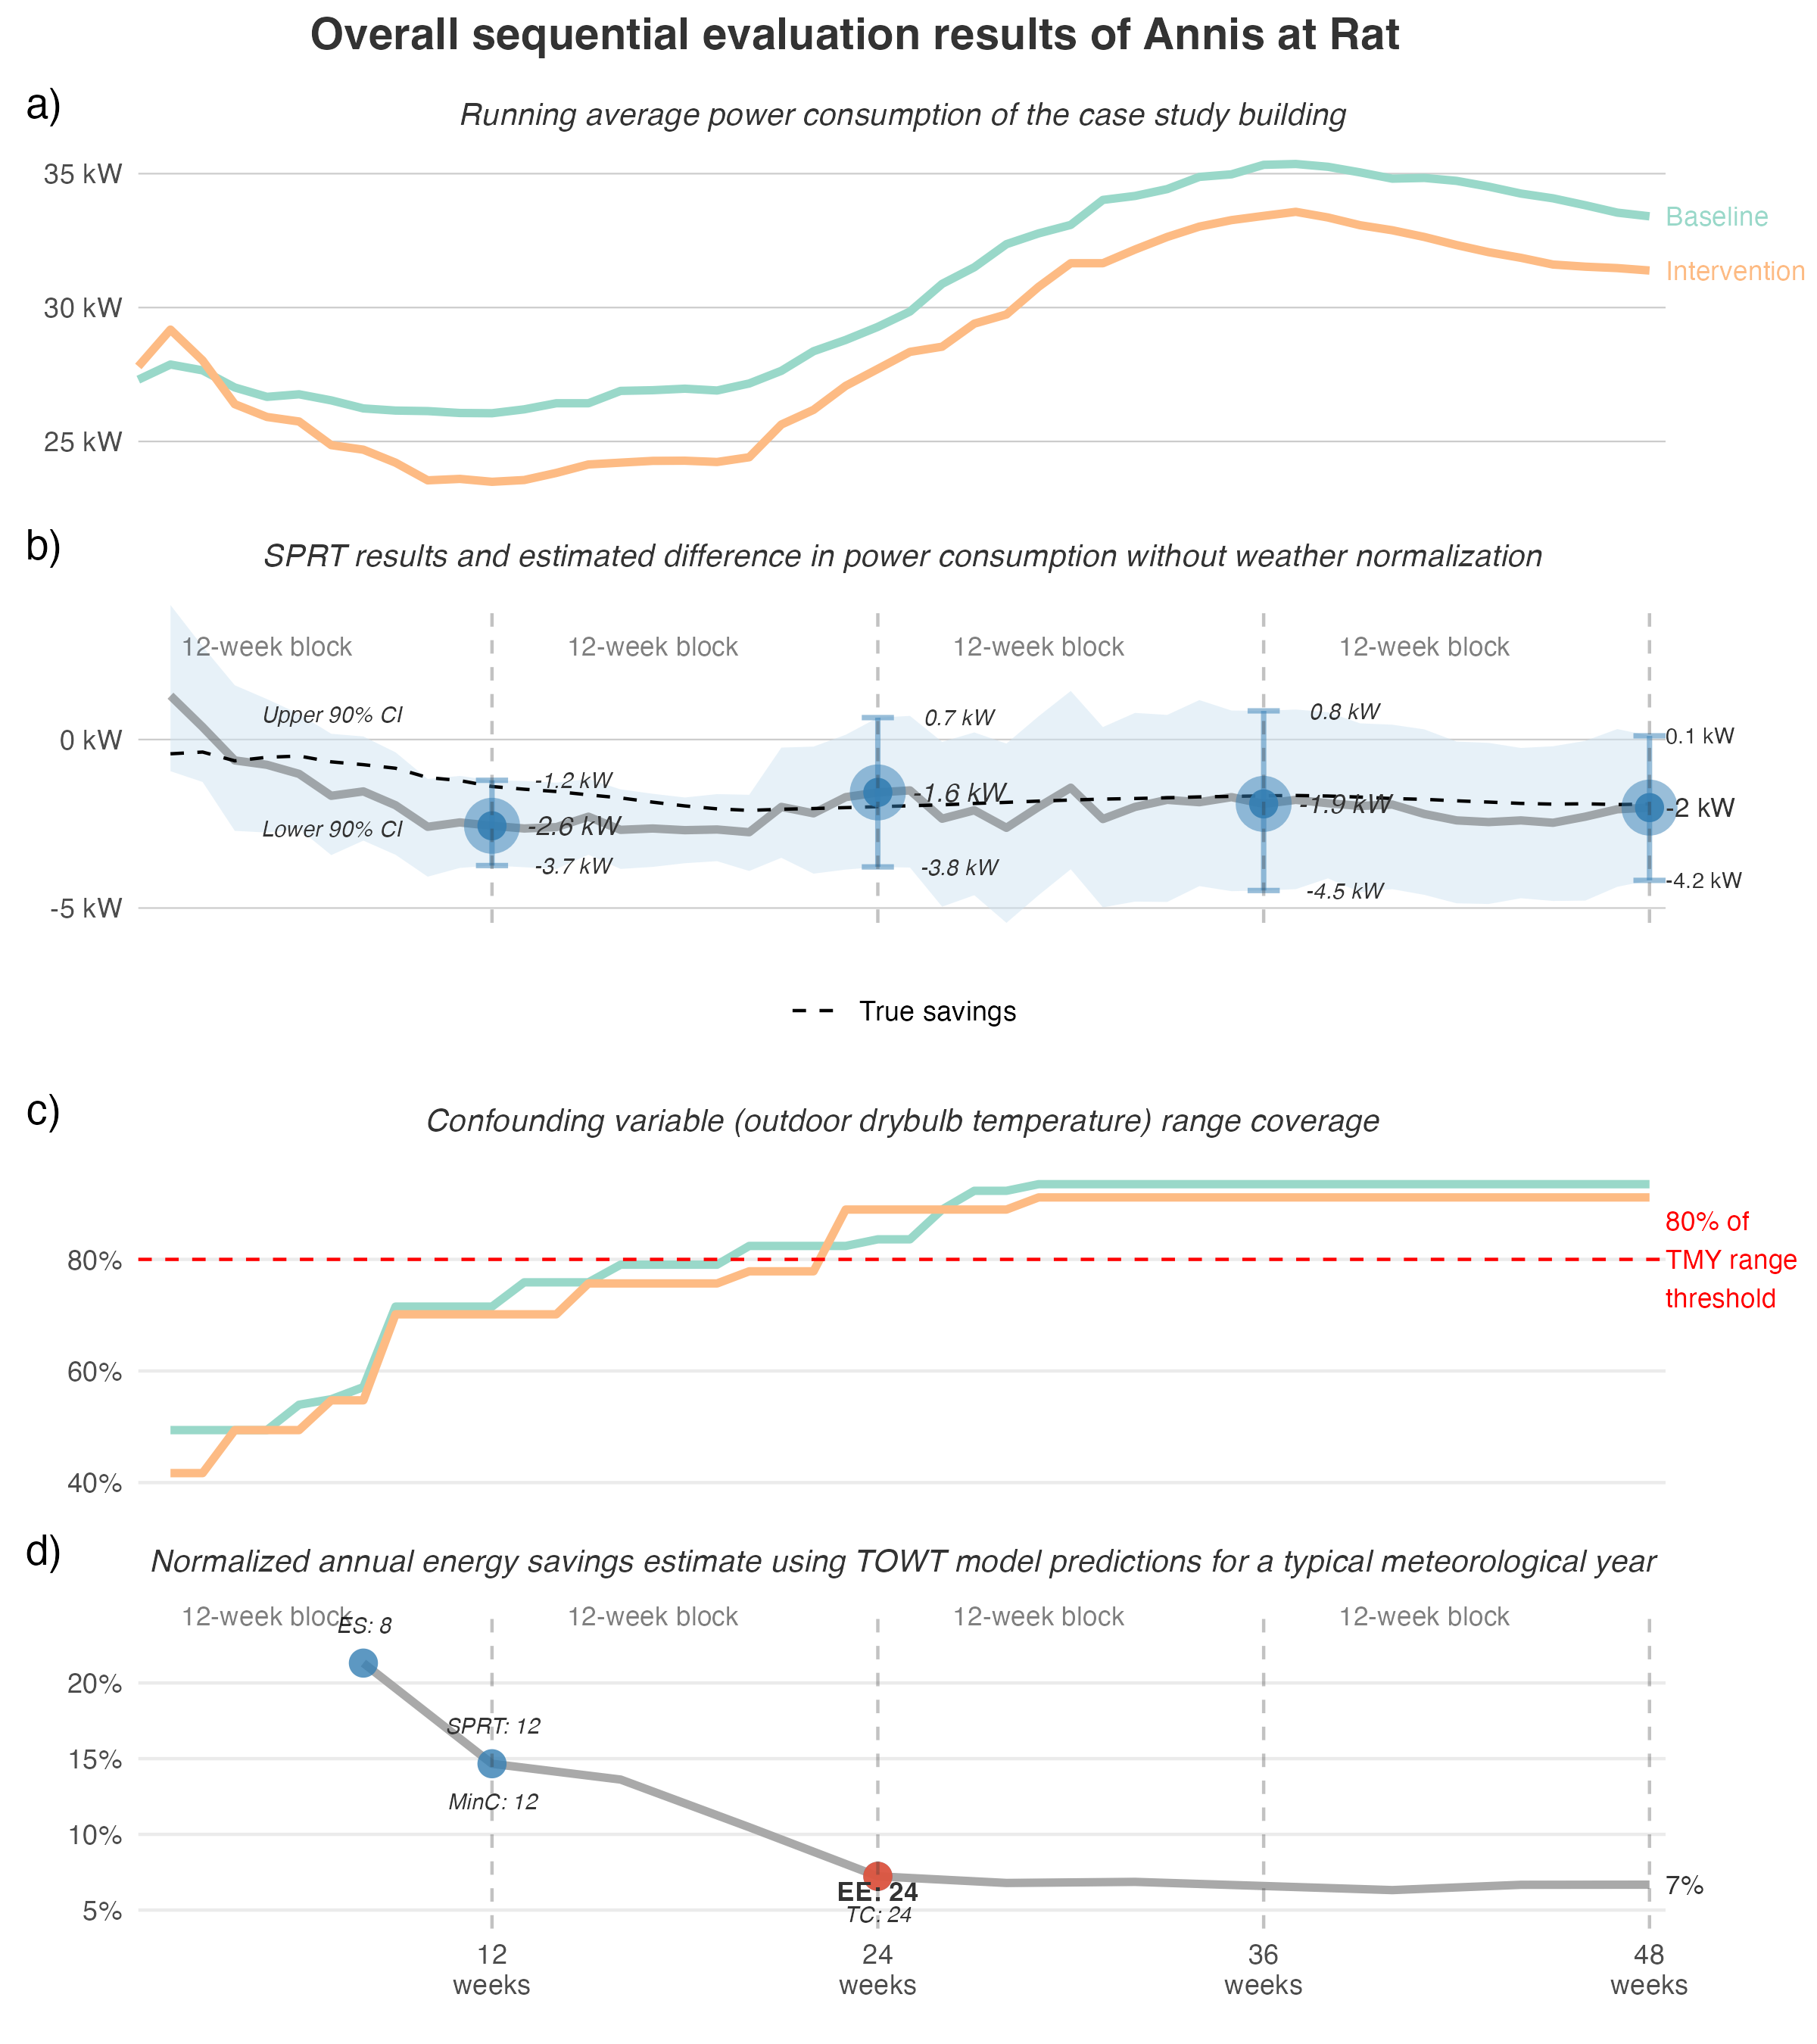 Overall sequential evaluation results of Annis at Rat
a)
Running average power consumption of the case study building
35 kW
30 kW
25 kW
Baseline
Intervention
b)
SPRT results and estimated difference in power consumption without weather normalization
12-week block
12-week block
12-week block
12-week block
Upper 90% CI
Lower 90% CI
0 kW
-5 kW
-1.2 kW
-2.6 kW
-3.7 kW
0.7 kW
-1.6 kW
-3.8 kW
0.8 kW
-1.9 kW
-4.5 kW
0.1 kW
-2 kW
-4.2 kW
True savings
c)
Confounding variable (outdoor drybulb temperature) range coverage
80%
60%
40%
80% of
TMY range
threshold
d)
Normalized annual energy savings estimate using TOWT model predictions for a typical meteorological year
12-week block
12-week block
12-week block
12-week block
ES: 8
20%
15%
10%
5%
SPRT: 12
MinC: 12
EE: 24
TC: 24
7%
12
weeks
24
weeks
36
weeks
48
weeks